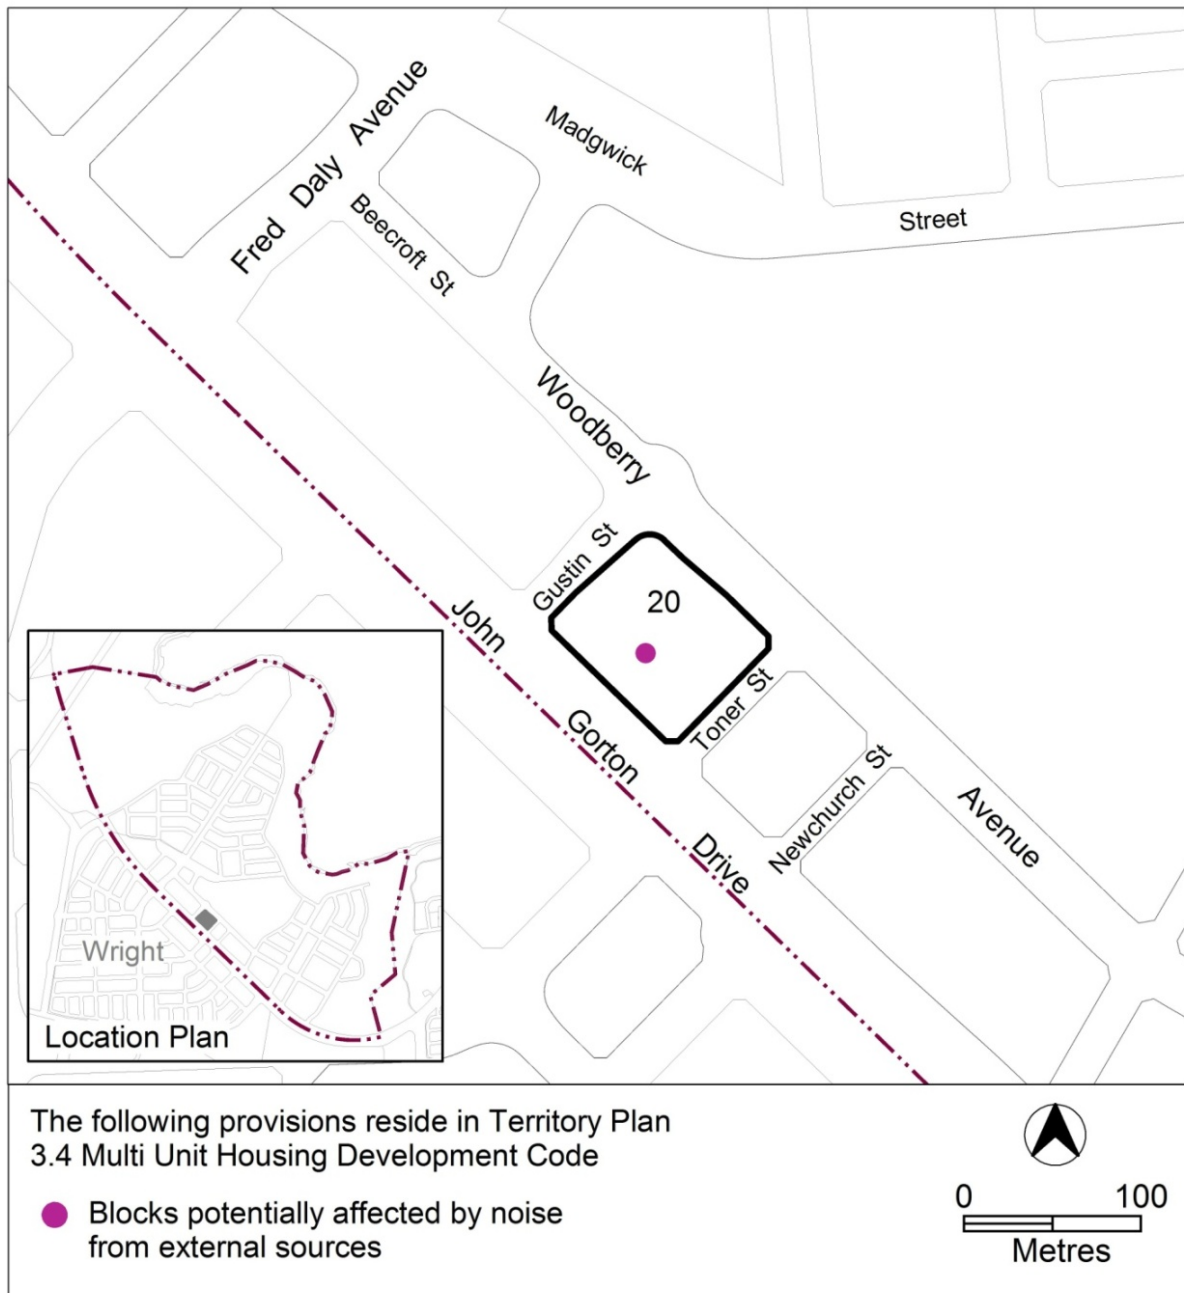 Fred Daly Avenue
Madgwick
Street
Beecroft St
Woodberry
Gustin St
20
John
Gorton
Toner St
Drive
Newchurch St
Avenue
Wright
Location Plan
The following provisions reside in Territory Plan
3.4 Multi Unit Housing Development Code
Blocks potentially affected by noise
from external sources
0 100
Metres